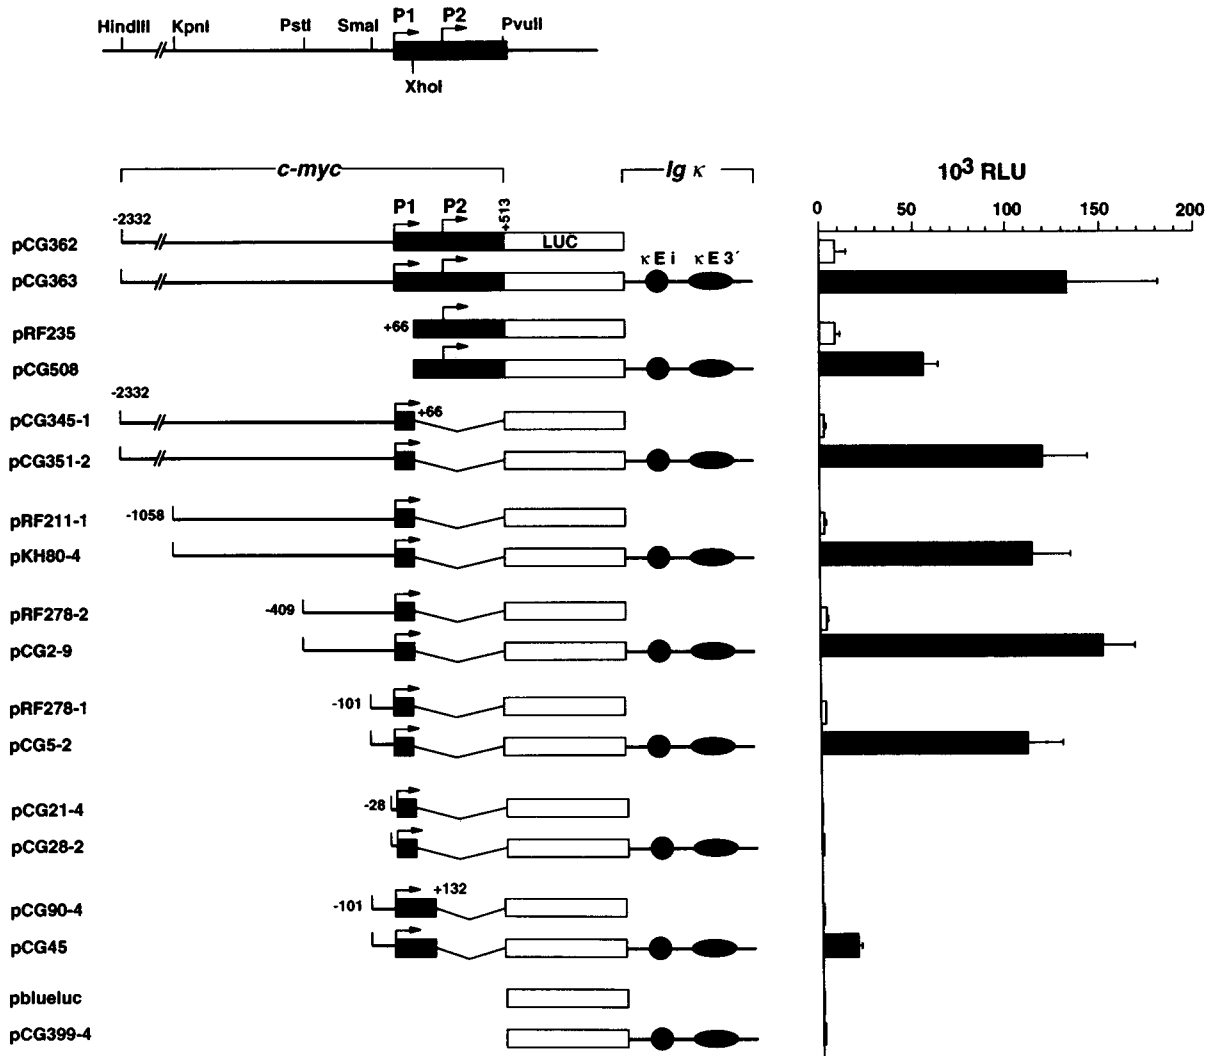 HindIII KpnI PstI SmaI P1 P2 PvuII
XhoI
c-myc Ig κ 10³ RLU
0 50 100 150 200
-2332 P1 P2 +513
pCG362 LUC
κ E i κ E 3´
pCG363
pRF235 +66
pCG508
-2332
pCG345-1 +66
pCG351-2
pRF211-1 -1058
pKH80-4
pRF278-2 -409
pCG2-9
pRF278-1 -101
pCG5-2
pCG21-4 -28
pCG28-2
pCG90-4 -101 +132
pCG45
pblueluc
pCG399-4